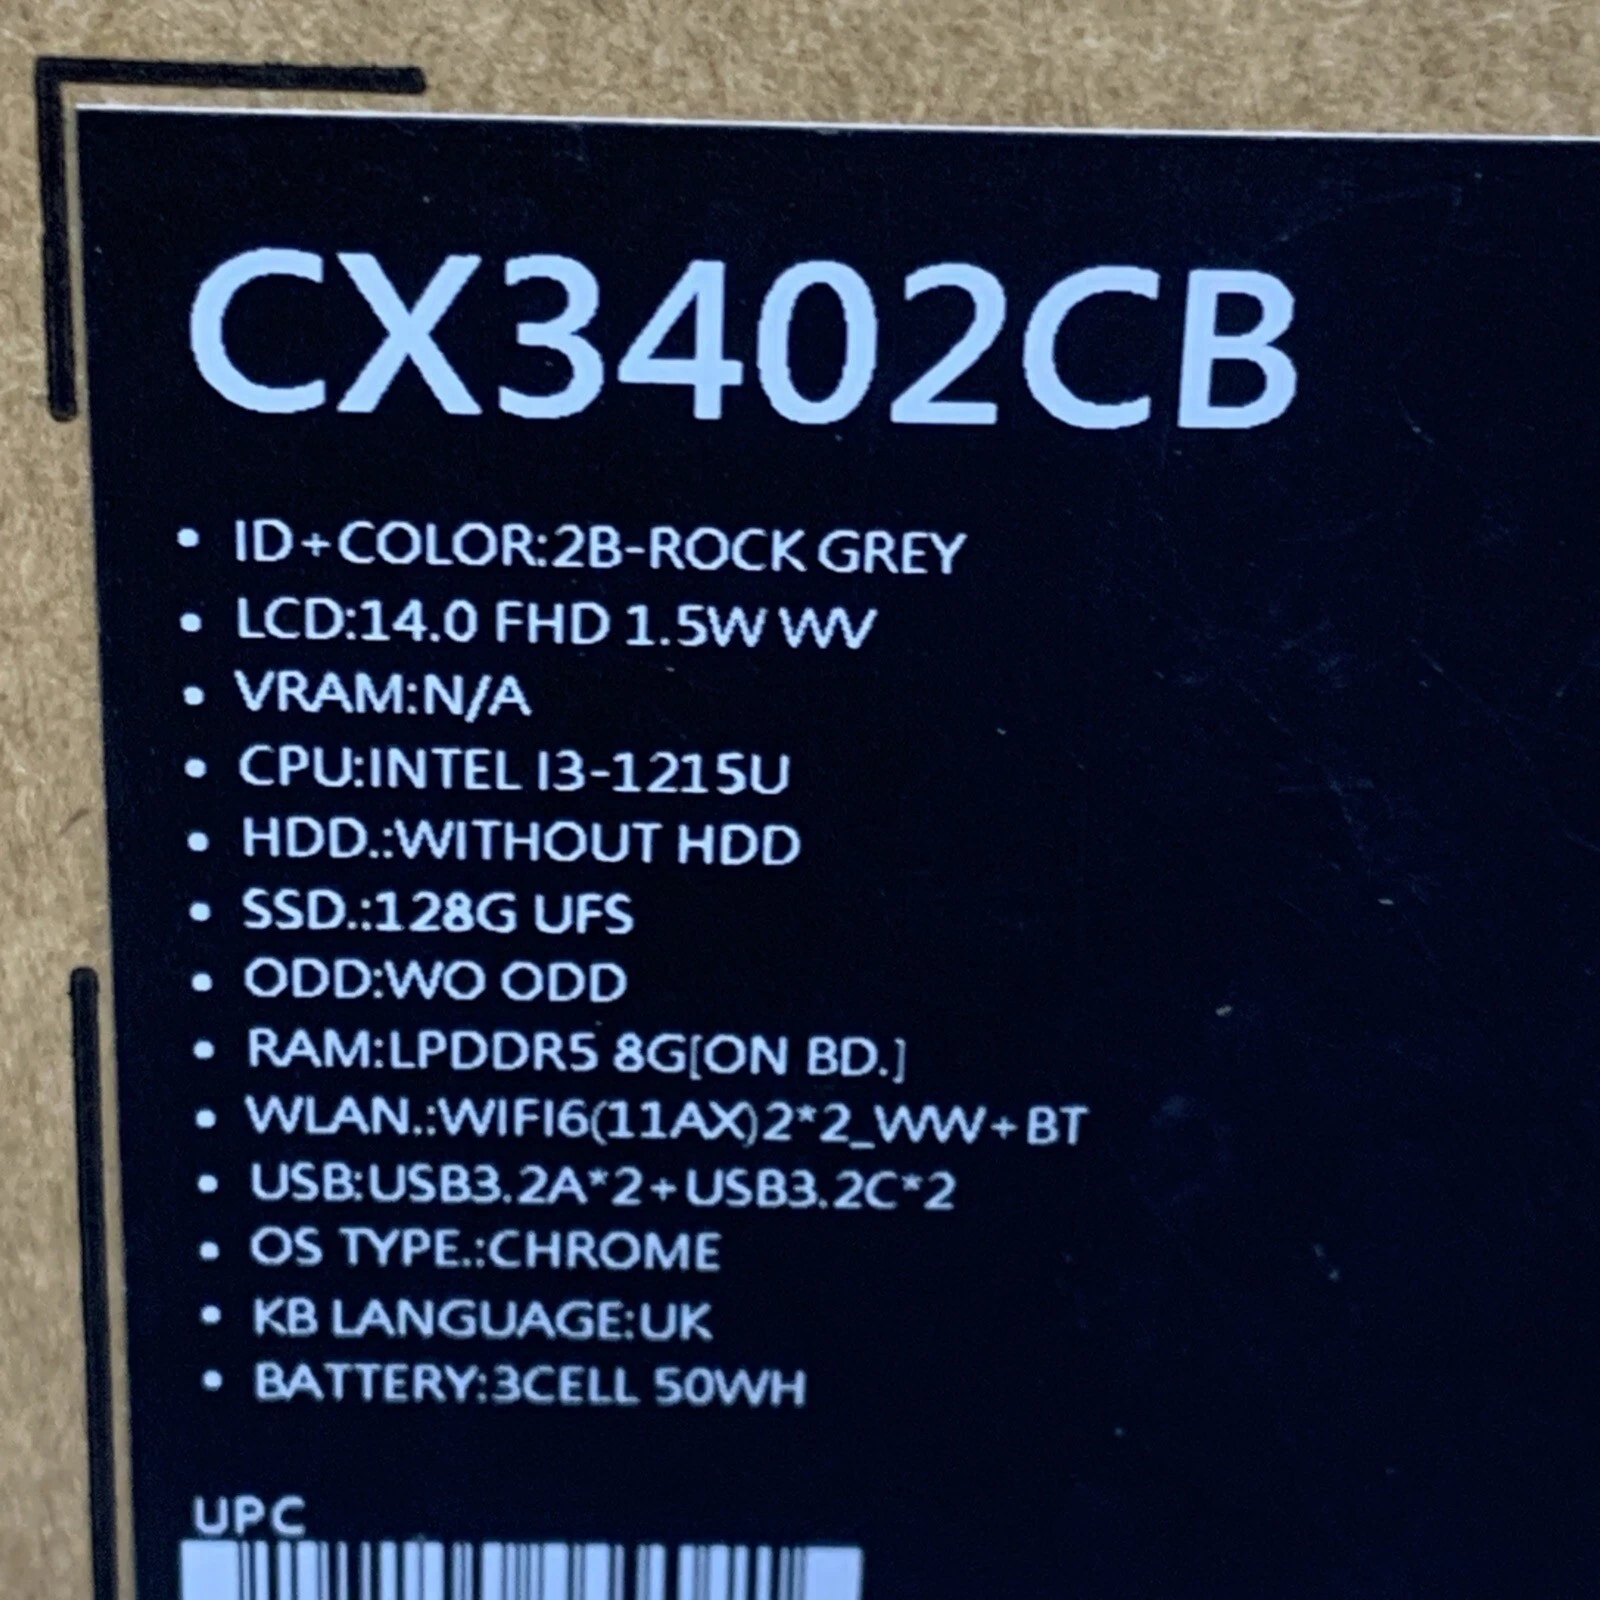 CX3402CB
• ID+COLOR:2B-ROCK GREY
• LCD:14.0 FHD 1.5W WV
• VRAM:N/A
• CPU:INTEL I3-1215U
• HDD.:WITHOUT HDD
• SSD.:128G UFS
• ODD:WO ODD
• RAM:LPDDR5 8G[ON BD.]
• WLAN.:WIFI6(11AX)2*2_WW+BT
• USB:USB3.2A*2+USB3.2C*2
• OS TYPE.:CHROME
• KB LANGUAGE:UK
• BATTERY:3CELL 50WH
UPC